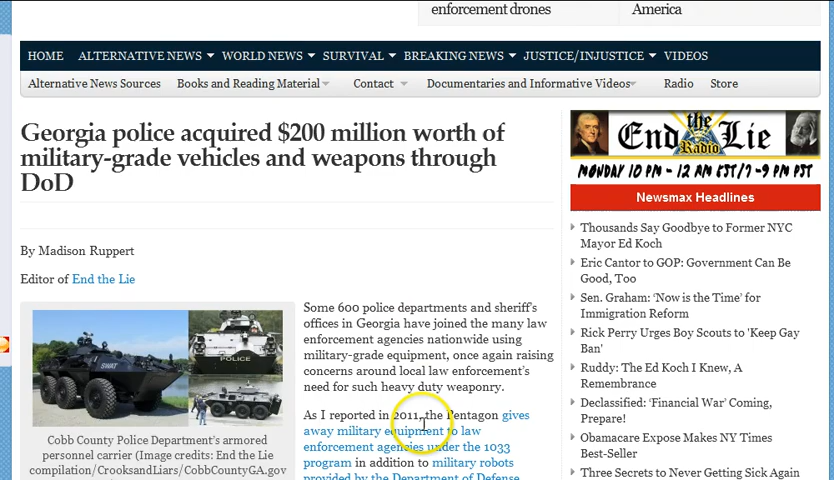 enforcement drones
America
HOME ALTERNATIVE NEWS WORLD NEWS SURVIVAL BREAKING NEWS JUSTICE/INJUSTICE VIDEOS
Alternative News Sources Books and Reading Material Contact Documentaries and Informative Videos Radio Store
Georgia police acquired $200 million worth of
military-grade vehicles and weapons through
DoD
By Madison Ruppert
Editor of End the Lie
SWAT
POLICE
Cobb County Police Department's armored
personnel carrier (Image credits: End the Lie
compilation/CrooksandLiars/CobbCountyGA.gov
Some 600 police departments and sheriff's
offices in Georgia have joined the many law
enforcement agencies nationwide using
military-grade equipment, once again raising
concerns around local law enforcement's
need for such heavy duty weaponry.
As I reported in 2011, the Pentagon gives
away military equipment to law
enforcement agencies under the 1033
program in addition to military robots
provided by the Department of Defense
End the Lie
Radio
MONDAY 10 PM - 12 AM EST/7-9 PM PST
Newsmax Headlines
Thousands Say Goodbye to Former NYC
Mayor Ed Koch
Eric Cantor to GOP: Government Can Be
Good, Too
Sen. Graham: 'Now is the Time' for
Immigration Reform
Rick Perry Urges Boy Scouts to 'Keep Gay
Ban'
Ruddy: The Ed Koch I Knew, A
Remembrance
Declassified: 'Financial War' Coming,
Prepare!
Obamacare Expose Makes NY Times
Best-Seller
Three Secrets to Never Getting Sick Again